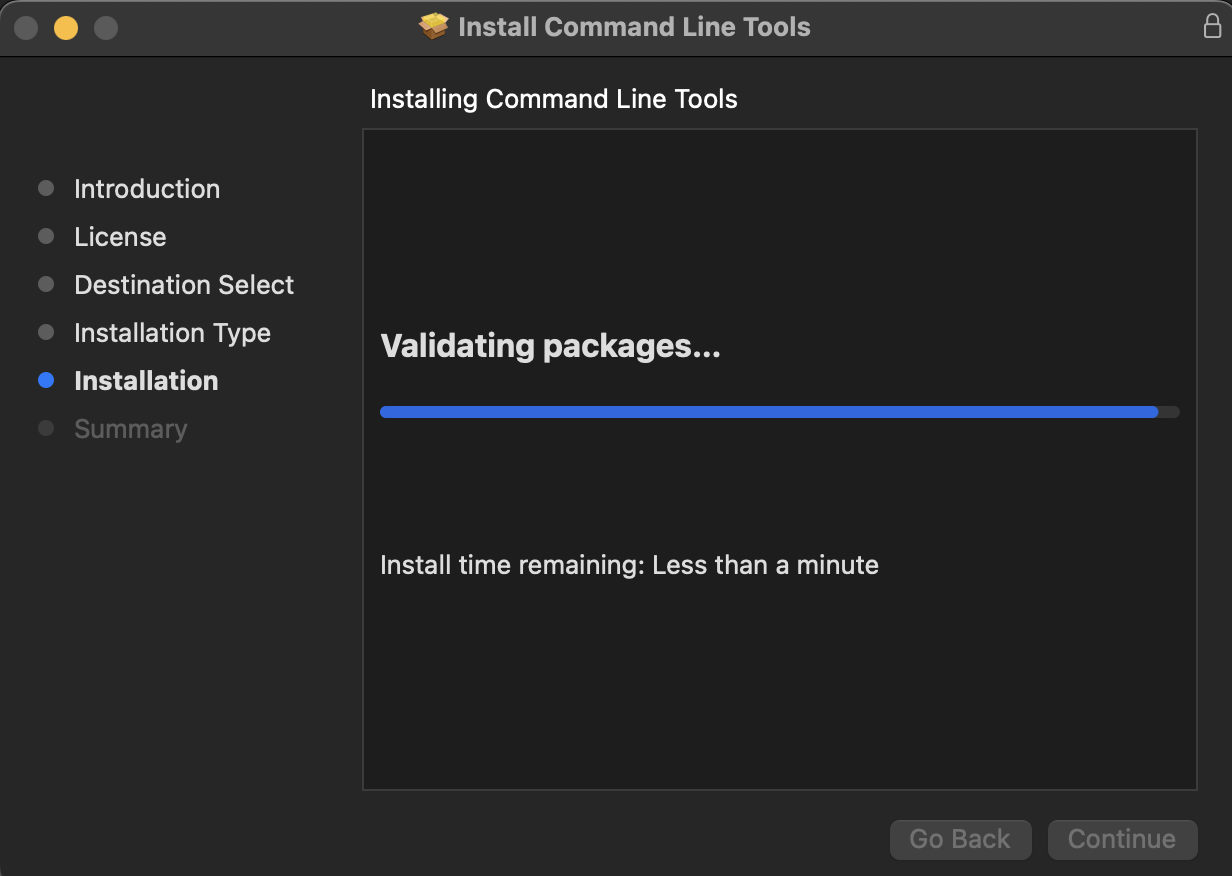 Install Command Line Tools
Installing Command Line Tools
Introduction
License
Destination Select
Installation Type
Installation
Summary
Validating packages...
Install time remaining: Less than a minute
Go Back
Continue